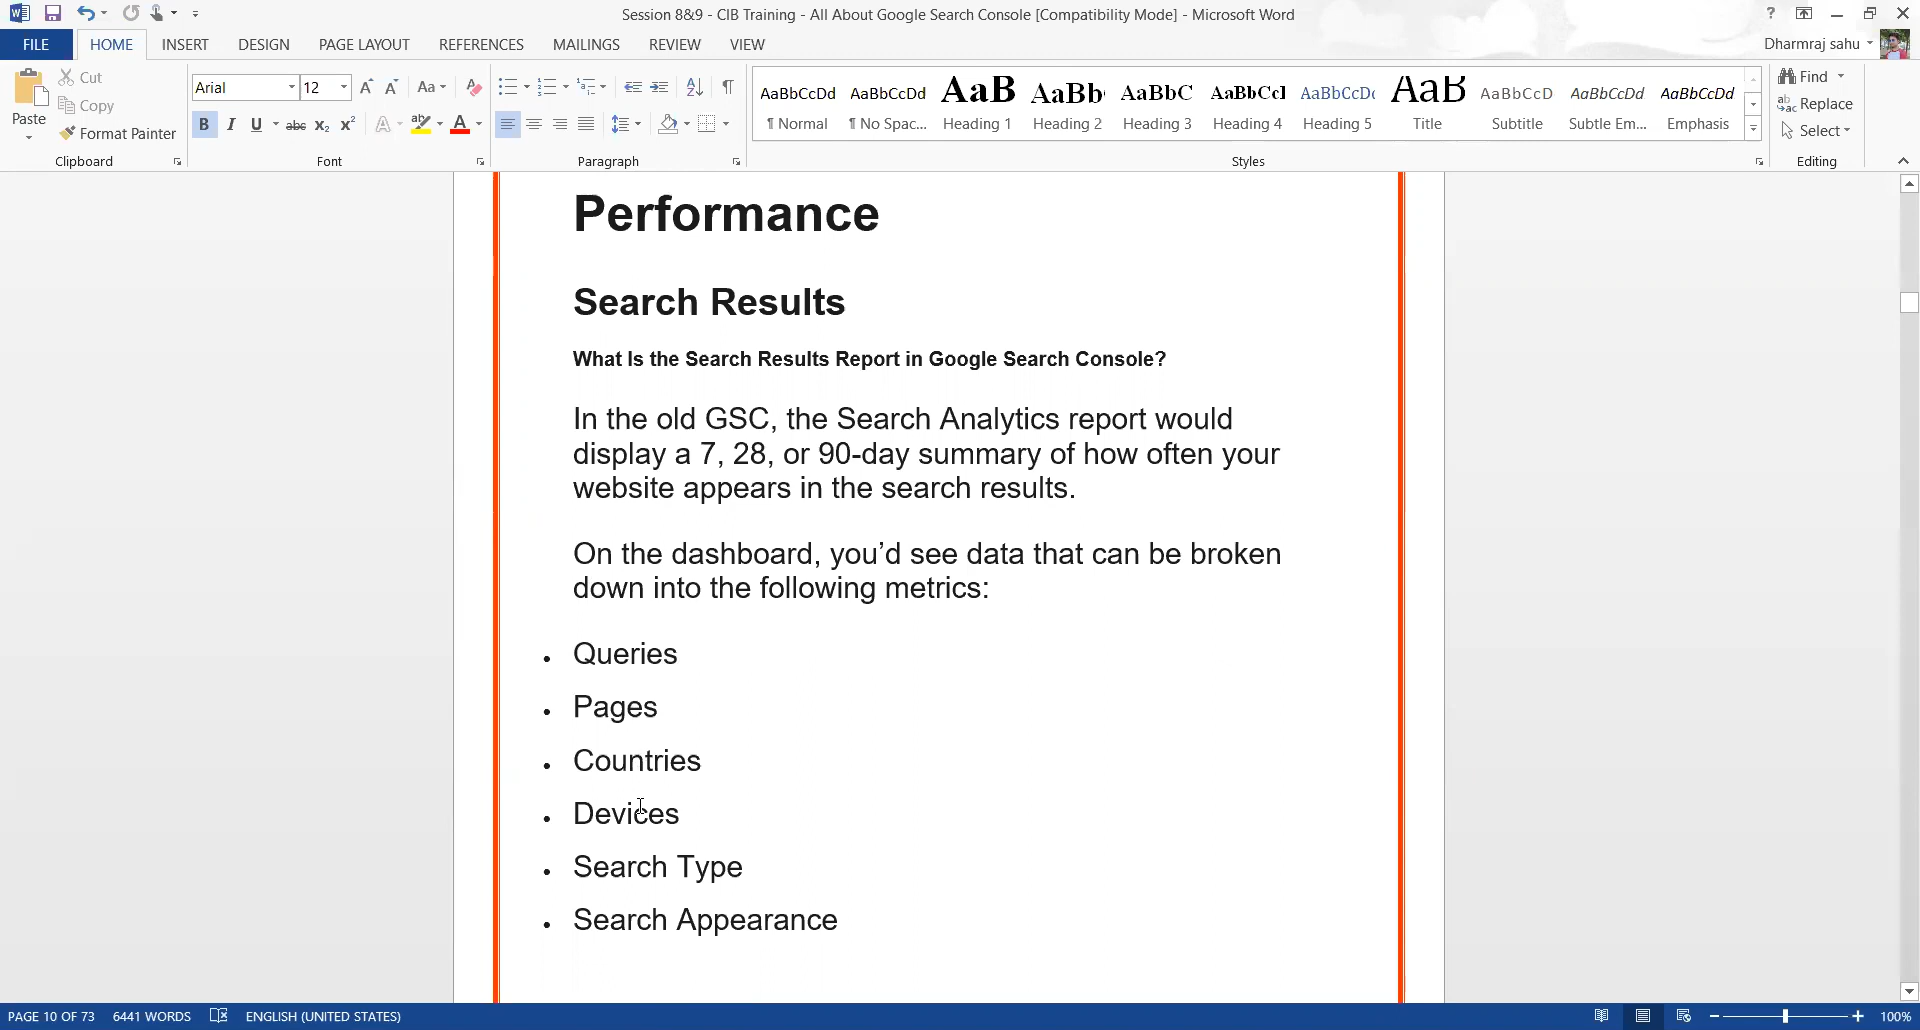 Session 8&9 - CIB Training - All About Google Search Console [Compatibility Mode] - Microsoft Word
?
FILE HOME INSERT DESIGN PAGE LAYOUT REFERENCES MAILINGS REVIEW VIEW Dharmraj sahu
Paste
Cut
Copy
Format Painter
Clipboard
Arial 12 Aa
B I U abc X₂ X² A ab A
Font
Paragraph
AaBbCcDd AaBbCcDd AaB AaBb AaBbC AaBbCcI AaBbCcDc AaB AaBbCcD AaBbCcDd AaBbCcDd
¶ Normal ¶ No Spac... Heading 1 Heading 2 Heading 3 Heading 4 Heading 5 Title Subtitle Subtle Em... Emphasis
Styles
Find
Replace
Select
Editing
Performance
Search Results
What Is the Search Results Report in Google Search Console?
In the old GSC, the Search Analytics report would
display a 7, 28, or 90-day summary of how often your
website appears in the search results.
On the dashboard, you’d see data that can be broken
down into the following metrics:
• Queries
• Pages
• Countries
• Devices
• Search Type
• Search Appearance
PAGE 10 OF 73 6441 WORDS ENGLISH (UNITED STATES) 100%